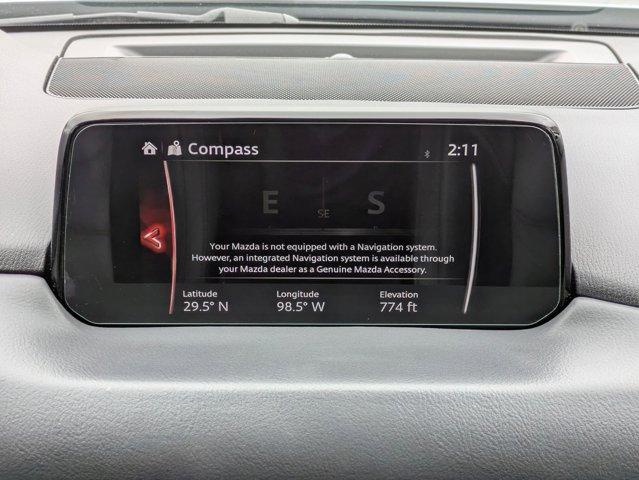 Compass
2:11
E SE S
Your Mazda is not equipped with a Navigation system.
However, an integrated Navigation system is available through
your Mazda dealer as a Genuine Mazda Accessory.
Latitude Longitude Elevation
29.5° N 98.5° W 774 ft